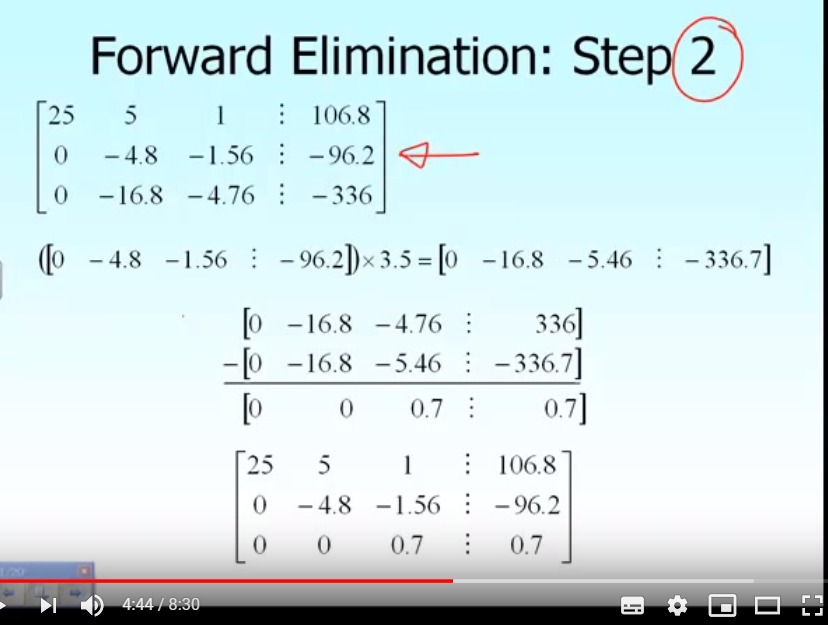 Forward Elimination: Step 2
25 5 1 ⋮ 106.8
0 −4.8 −1.56 ⋮ −96.2
0 −16.8 −4.76 ⋮ −336
([0 −4.8 −1.56 ⋮ −96.2])×3.5 = [0 −16.8 −5.46 ⋮ −336.7]
[0 −16.8 −4.76 ⋮ 336]
−[0 −16.8 −5.46 ⋮ −336.7]
[0 0 0.7 ⋮ 0.7]
25 5 1 ⋮ 106.8
0 −4.8 −1.56 ⋮ −96.2
0 0 0.7 ⋮ 0.7
4:44 / 8:30